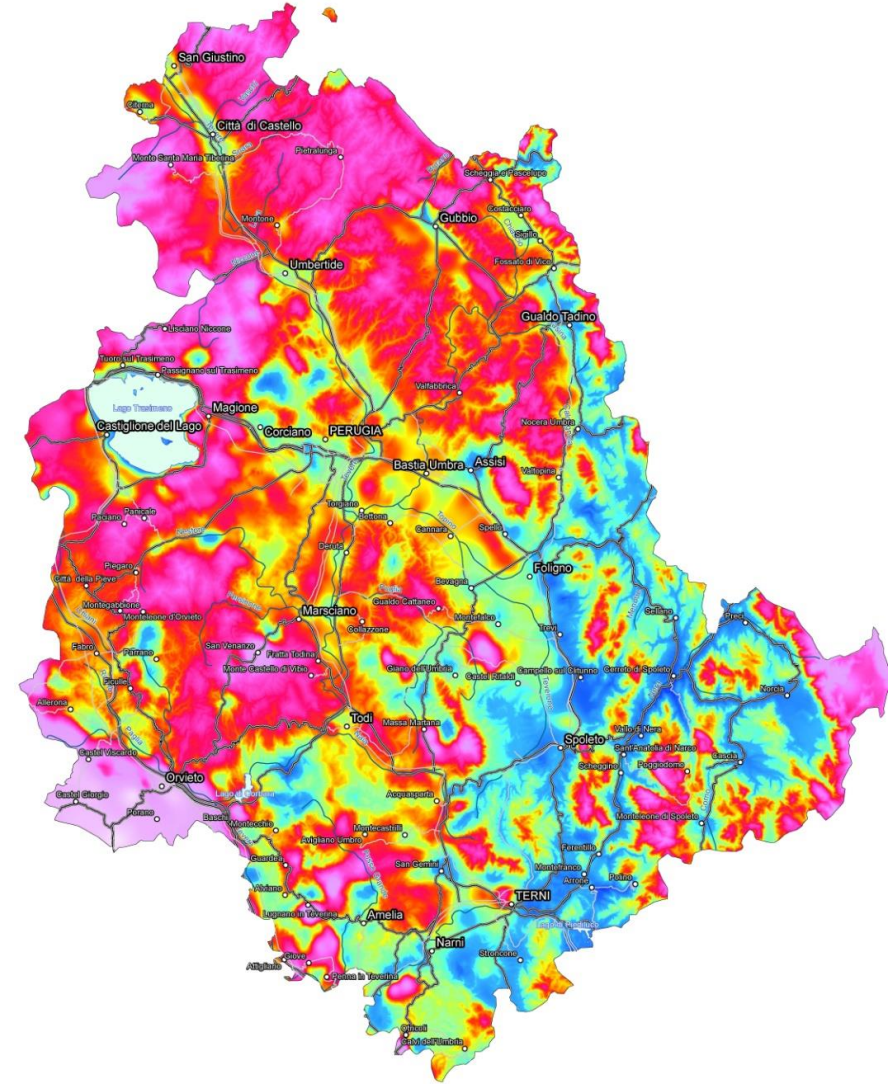 San Giustino
Citerna
Città di Castello
Monte Santa Maria Tiberina
Pietralunga
Scheggia e Pascelupo
Costacciaro
Montone
Gubbio
Sigillo
Umbertide
Fossato di Vico
Gualdo Tadino
Lisciano Niccone
Tuoro sul Trasimeno
Passignano sul Trasimeno
Valfabbrica
Lago Trasimeno
Magione
Castiglione del Lago
Corciano
PERUGIA
Nocera Umbra
Bastia Umbra
Assisi
Valtopina
Torgiano
Bettona
Paciano
Panicale
Cannara
Spello
Deruta
Piegaro
Foligno
Città della Pieve
Bevagna
Gualdo Cattaneo
Montegabbione
Monteleone d'Orvieto
Marsciano
Collazzone
Montefalco
Trevi
Sellano
Preci
San Venanzo
Fabro
Parrano
Fratta Todina
Monte Castello di Vibio
Giano dell'Umbria
Castel Ritaldi
Campello sul Clitunno
Cerreto di Spoleto
Ficulle
Norcia
Allerona
Todi
Massa Martana
Vallo di Nera
Spoleto
Sant'Anatolia di Narco
Castel Viscardo
Scheggino
Poggiodomo
Cascia
Orvieto
Castel Giorgio
Acquasparta
Porano
Baschi
Montecchio
Montecastrilli
Avigliano Umbro
Monteleone di Spoleto
Ferentillo
Guardea
San Gemini
Montefranco
Arrone
Polino
Alviano
TERNI
Lugnano in Teverina
Amelia
Narni
Stroncone
Giove
Attigliano
Penna in Teverina
Otricoli
Calvi dell'Umbria